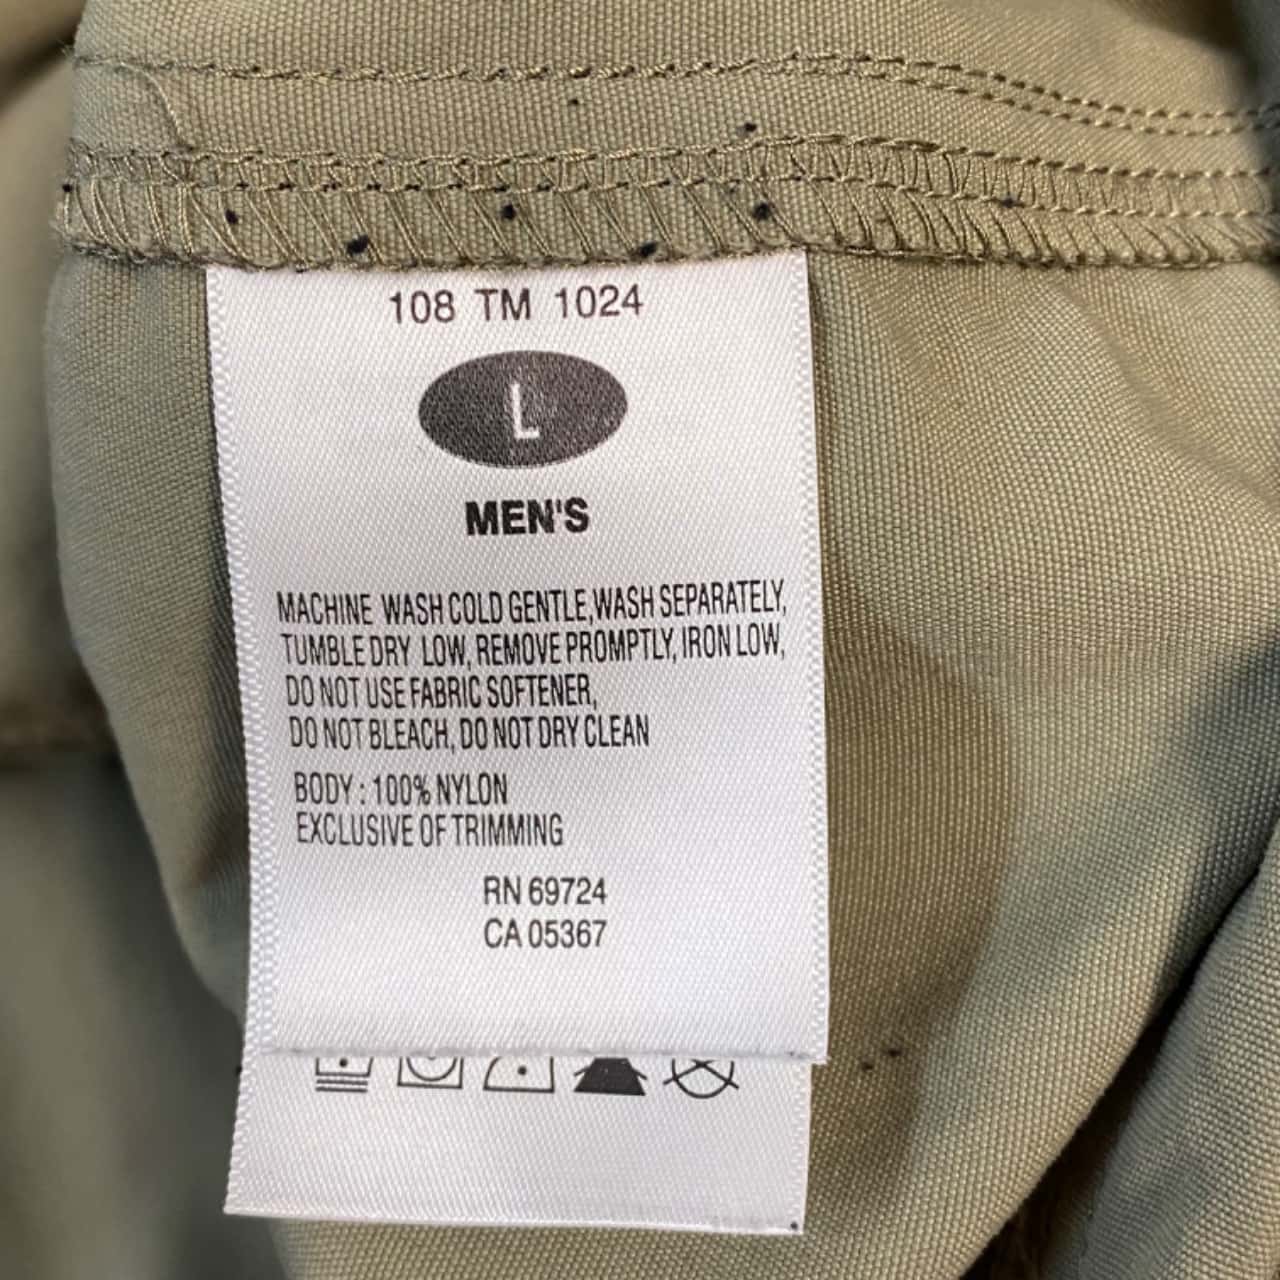 108 TM 1024
L
MEN'S
MACHINE WASH COLD GENTLE, WASH SEPARATELY,
TUMBLE DRY LOW, REMOVE PROMPTLY, IRON LOW,
DO NOT USE FABRIC SOFTENER,
DO NOT BLEACH, DO NOT DRY CLEAN
BODY : 100% NYLON
EXCLUSIVE OF TRIMMING
RN 69724
CA 05367